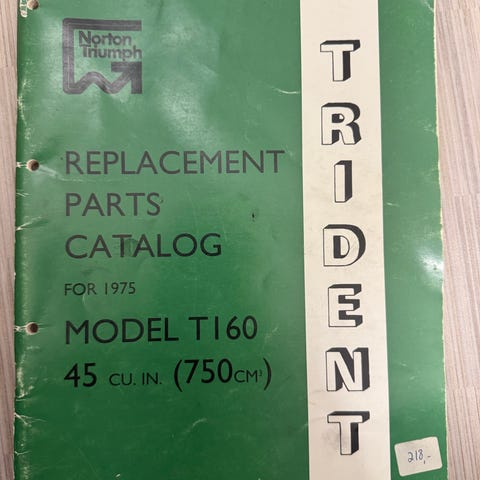 Norton
Triumph
REPLACEMENT
PARTS
CATALOG
FOR 1975
MODEL T160
45 CU. IN. (750CM³)
TRIDENT
218,-